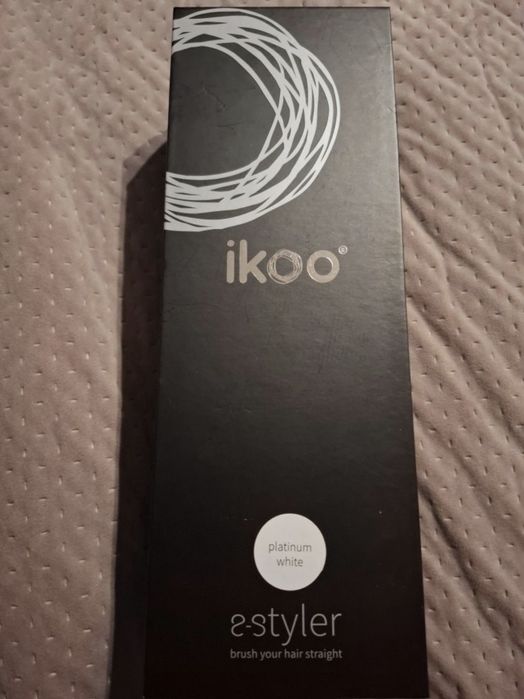 ikoo®
platinum
white
e-styler
brush your hair straight